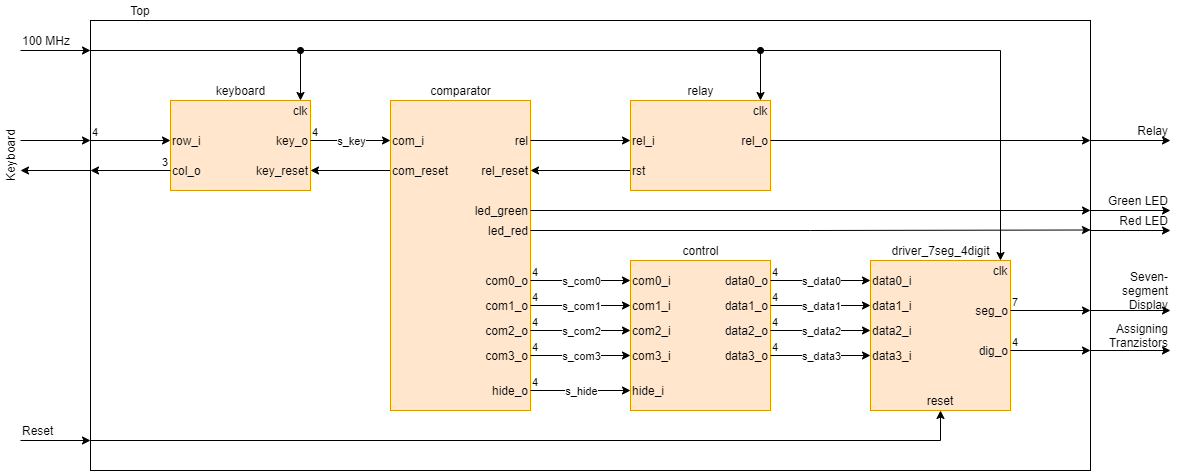 Top
100 MHz
keyboard
comparator
relay
clk
clk
Keyboard
4
row_i
key_o
4
s_key
com_i
rel
rel_i
rel_o
Relay
3
col_o
key_reset
com_reset
rel_reset
rst
led_green
Green LED
led_red
Red LED
control
driver_7seg_4digit
clk
com0_o
4
s_com0
com0_i
data0_o
4
s_data0
data0_i
com1_o
4
s_com1
com1_i
data1_o
4
s_data1
data1_i
com2_o
4
s_com2
com2_i
data2_o
4
s_data2
data2_i
com3_o
4
s_com3
com3_i
data3_o
4
s_data3
data3_i
hide_o
4
s_hide
hide_i
seg_o
7
Seven-
segment
Display
dig_o
4
Assigning
Tranzistors
reset
Reset